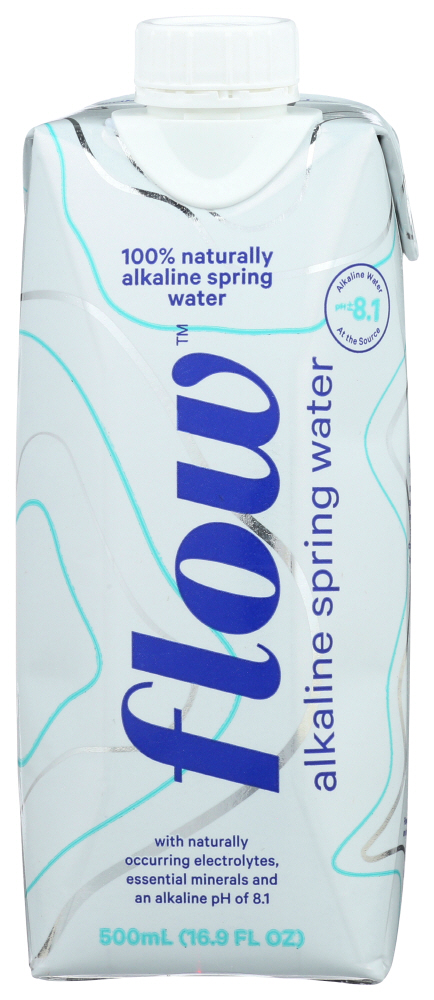 100% naturally
alkaline spring
water
Alkaline Water
pH±8.1
At the Source
flow™
alkaline spring water
with naturally
occurring electrolytes,
essential minerals and
an alkaline pH of 8.1
500mL (16.9 FL OZ)